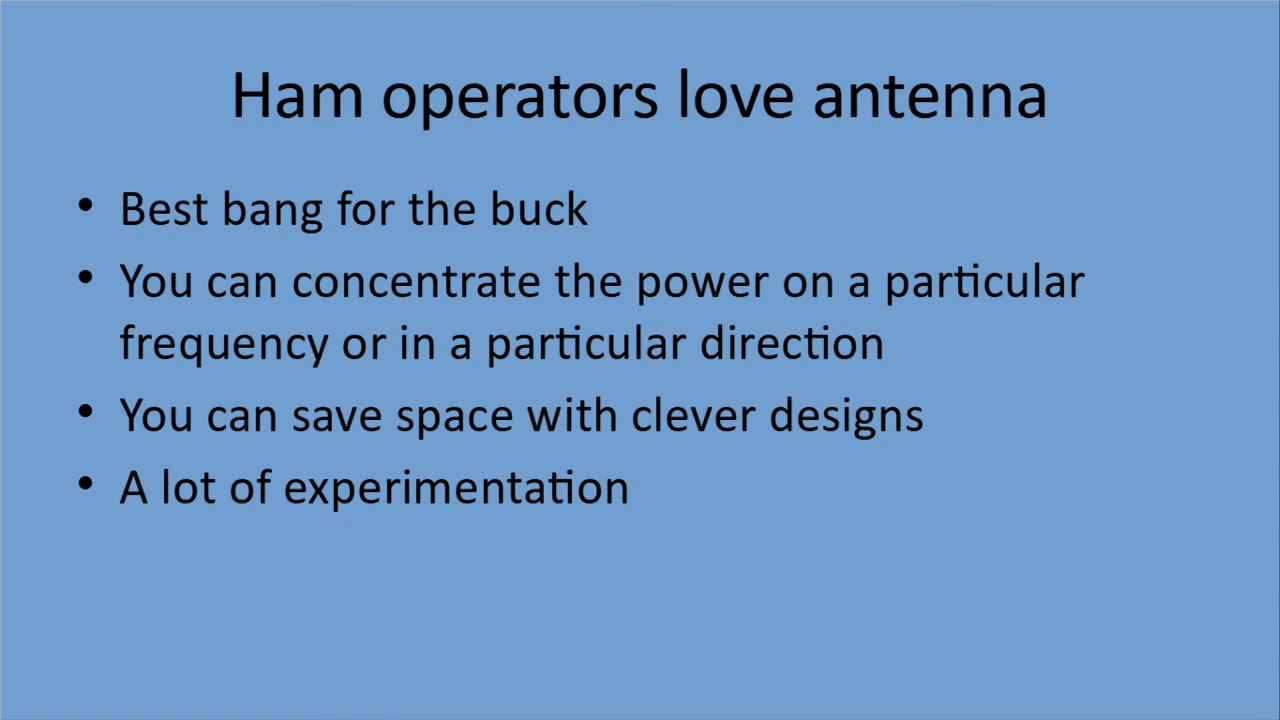 Ham operators love antenna
• Best bang for the buck
• You can concentrate the power on a particular
frequency or in a particular direction
• You can save space with clever designs
• A lot of experimentation